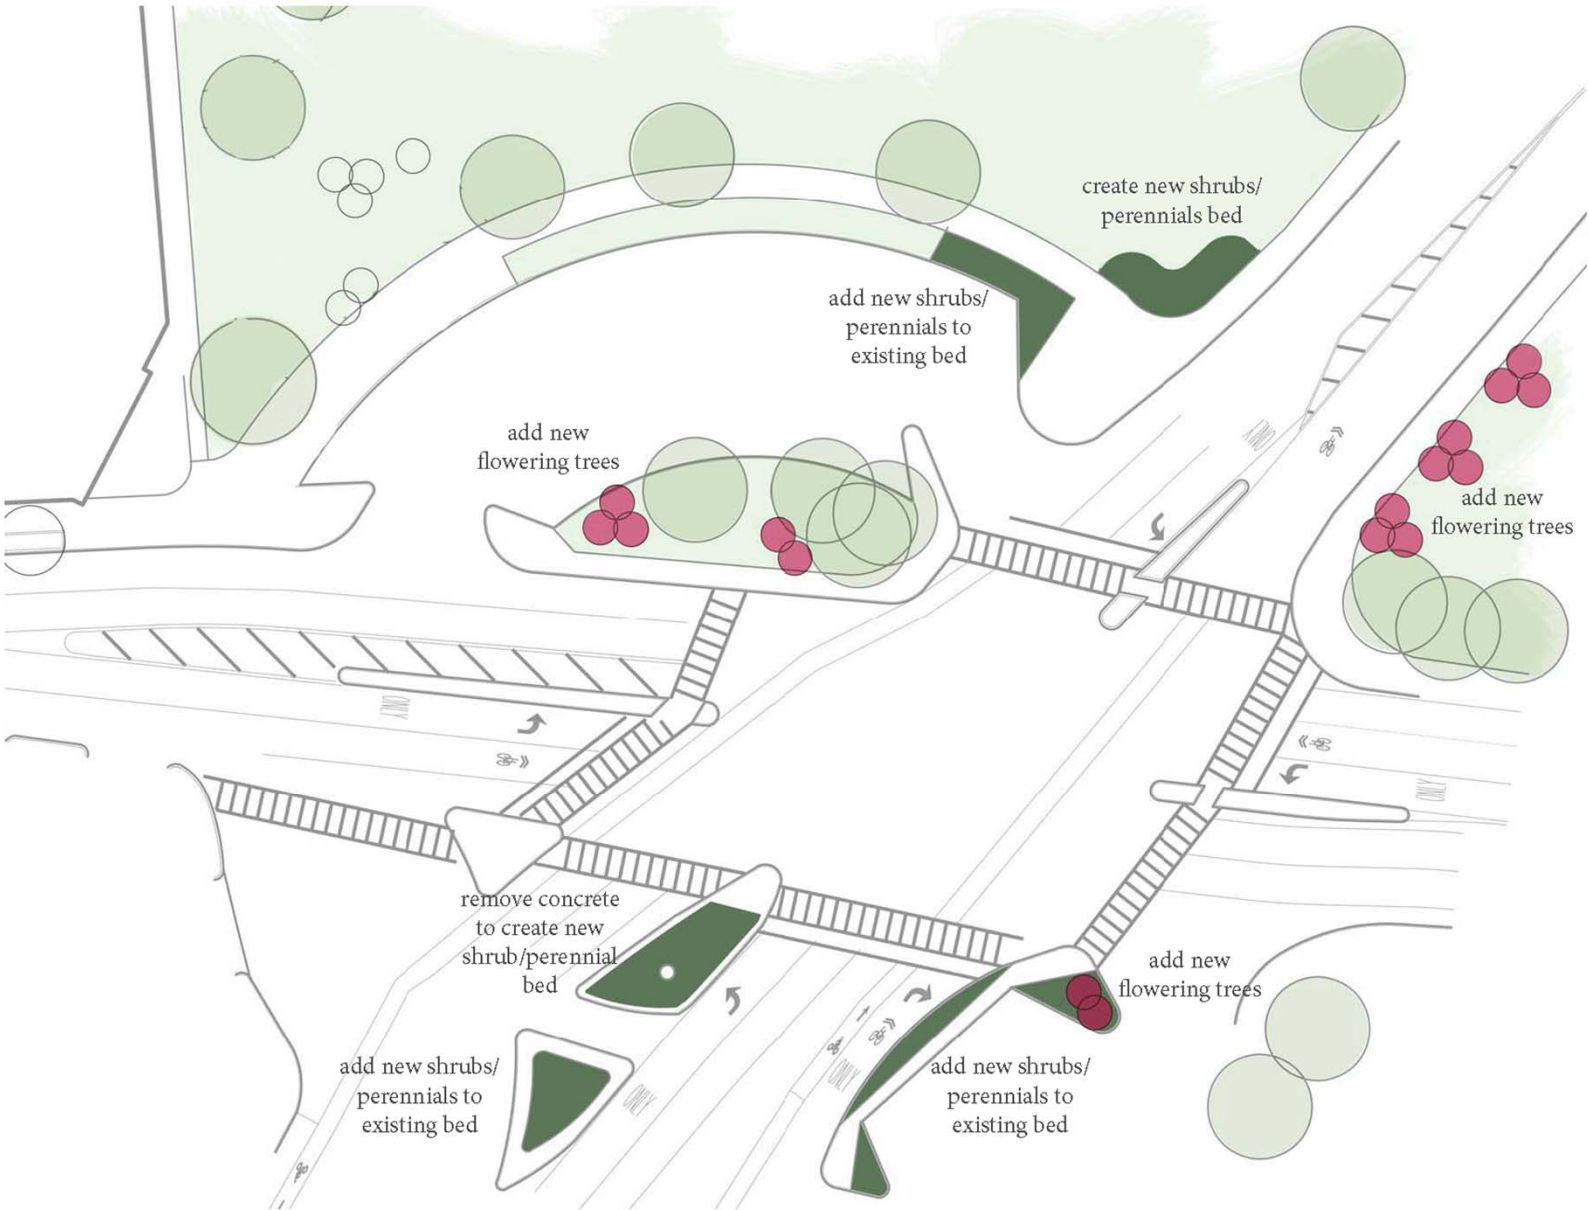 create new shrubs/
perennials bed
add new shrubs/
perennials to
existing bed
add new
flowering trees
add new
flowering trees
ONLY
ONLY
ONLY
remove concrete
to create new
shrub/perennial
bed
add new
flowering trees
add new shrubs/
perennials to
existing bed
ONLY
ONLY
add new shrubs/
perennials to
existing bed